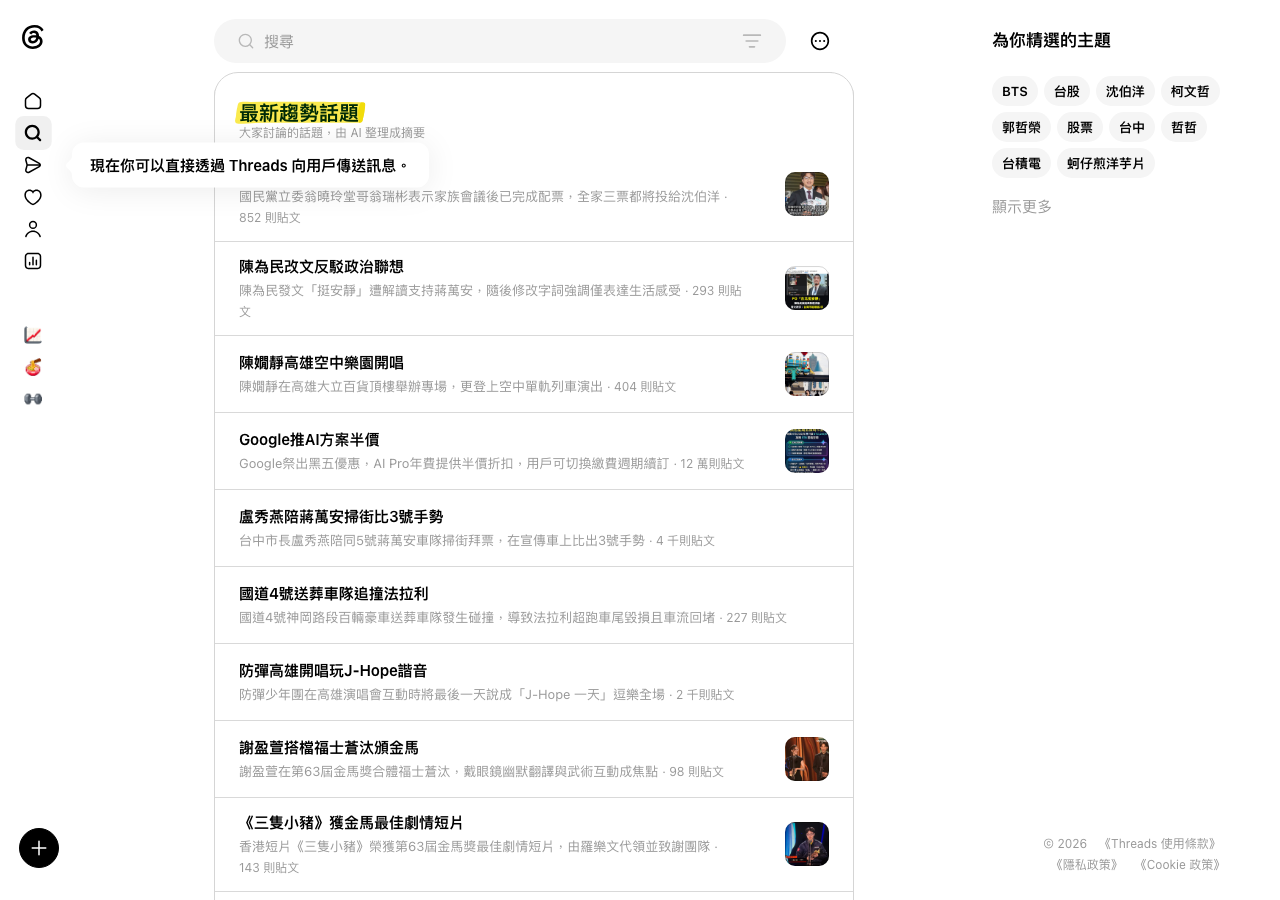 搜尋
最新趨勢話題
大家討論的話題，由 AI 整理成摘要
現在你可以直接透過 Threads 向用戶傳送訊息。
國民黨立委翁曉玲堂哥翁瑞彬表示家族會議後已完成配票，全家三票都將投給沈伯洋 ·
852 則貼文
陳為民改文反駁政治聯想
陳為民發文「挺安靜」遭解讀支持蔣萬安，隨後修改字詞強調僅表達生活感受 · 293 則貼
文
陳嫺靜高雄空中樂園開唱
陳嫺靜在高雄大立百貨頂樓舉辦專場，更登上空中單軌列車演出 · 404 則貼文
Google推AI方案半價
Google祭出黑五優惠，AI Pro年費提供半價折扣，用戶可切換繳費週期續訂 · 12 萬則貼文
盧秀燕陪蔣萬安掃街比3號手勢
台中市長盧秀燕陪同5號蔣萬安車隊掃街拜票，在宣傳車上比出3號手勢 · 4 千則貼文
國道4號送葬車隊追撞法拉利
國道4號神岡路段百輛豪車送葬車隊發生碰撞，導致法拉利超跑車尾毀損且車流回堵 · 227 則貼文
防彈高雄開唱玩J-Hope諧音
防彈少年團在高雄演唱會互動時將最後一天說成「J-Hope 一天」逗樂全場 · 2 千則貼文
謝盈萱搭檔福士蒼汰頒金馬
謝盈萱在第63屆金馬獎合體福士蒼汰，戴眼鏡幽默翻譯與武術互動成焦點 · 98 則貼文
《三隻小豬》獲金馬最佳劇情短片
香港短片《三隻小豬》榮獲第63屆金馬獎最佳劇情短片，由羅樂文代領並致謝團隊 ·
143 則貼文
為你精選的主題
BTS 台股 沈伯洋 柯文哲
郭哲榮 股票 台中 哲哲
台積電 蚵仔煎洋芋片
顯示更多
© 2026 《Threads 使用條款》
《隱私政策》 《Cookie 政策》